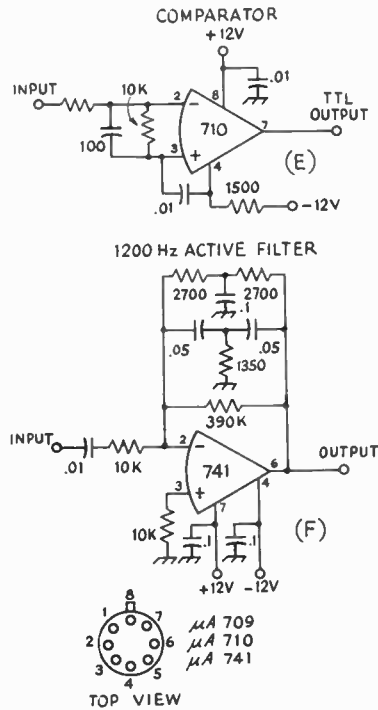 COMPARATOR
+12V
.01
8
INPUT
10K
2
−
710
7
TTL
OUTPUT
100
3
+
4
(E)
.01
1500
−12V
1200 Hz ACTIVE FILTER
2700
2700
.1
.05
.05
1350
390K
INPUT
.01
10K
2
−
741
6
OUTPUT
3
+
4
7
10K
.1
.1
(F)
+12V
-12V
8
1
7
2
6
3
5
4
µA 709
µA 710
µA 741
TOP VIEW